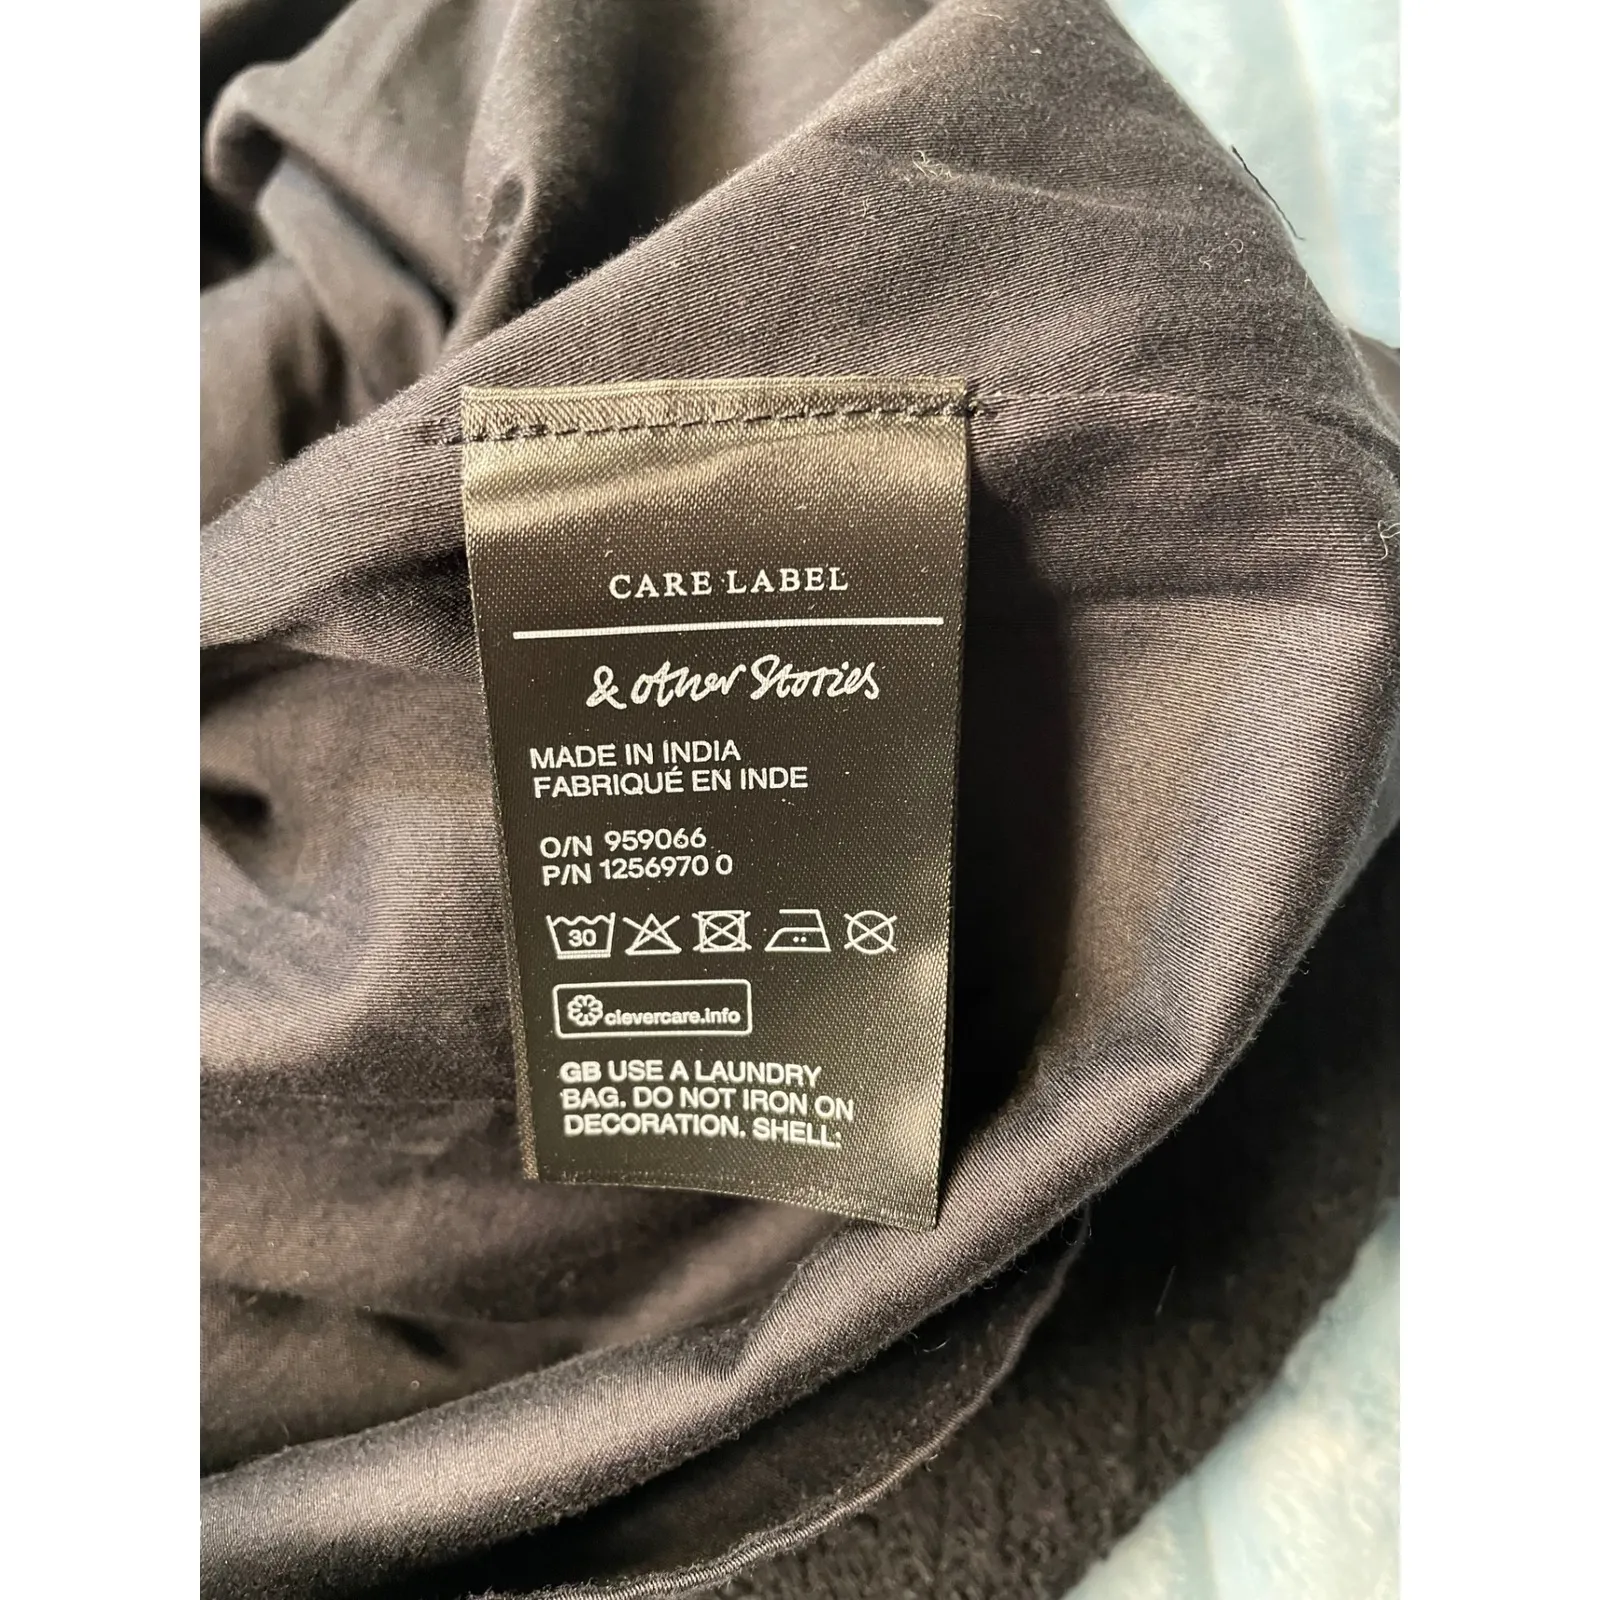 CARE LABEL
& other Stories
MADE IN INDIA
FABRIQUÉ EN INDE
O/N 959066
P/N 1256970 0
30
clevercare.info
GB USE A LAUNDRY
BAG. DO NOT IRON ON
DECORATION. SHELL: